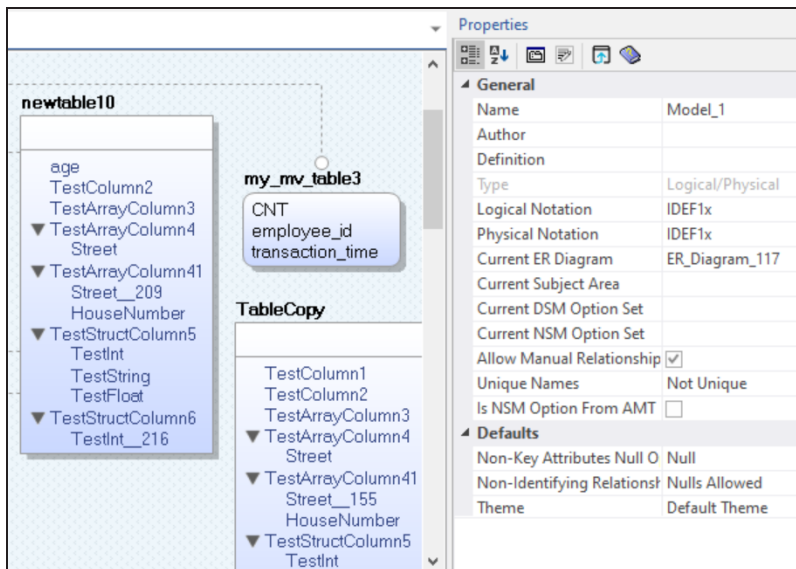 newtable10
age
TestColumn2
TestArrayColumn3
TestArrayColumn4
Street
TestArrayColumn41
Street__209
HouseNumber
TestStructColumn5
TestInt
TestString
TestFloat
TestStructColumn6
TestInt__216
my_mv_table3
CNT
employee_id
transaction_time
TableCopy
TestColumn1
TestColumn2
TestArrayColumn3
TestArrayColumn4
Street
TestArrayColumn41
Street__155
HouseNumber
TestStructColumn5
TestInt
Properties
General
Name Model_1
Author
Definition
Type Logical/Physical
Logical Notation IDEF1x
Physical Notation IDEF1x
Current ER Diagram ER_Diagram_117
Current Subject Area
Current DSM Option Set
Current NSM Option Set
Allow Manual Relationship
Unique Names Not Unique
Is NSM Option From AMT
Defaults
Non-Key Attributes Null O Null
Non-Identifying Relationsh Nulls Allowed
Theme Default Theme